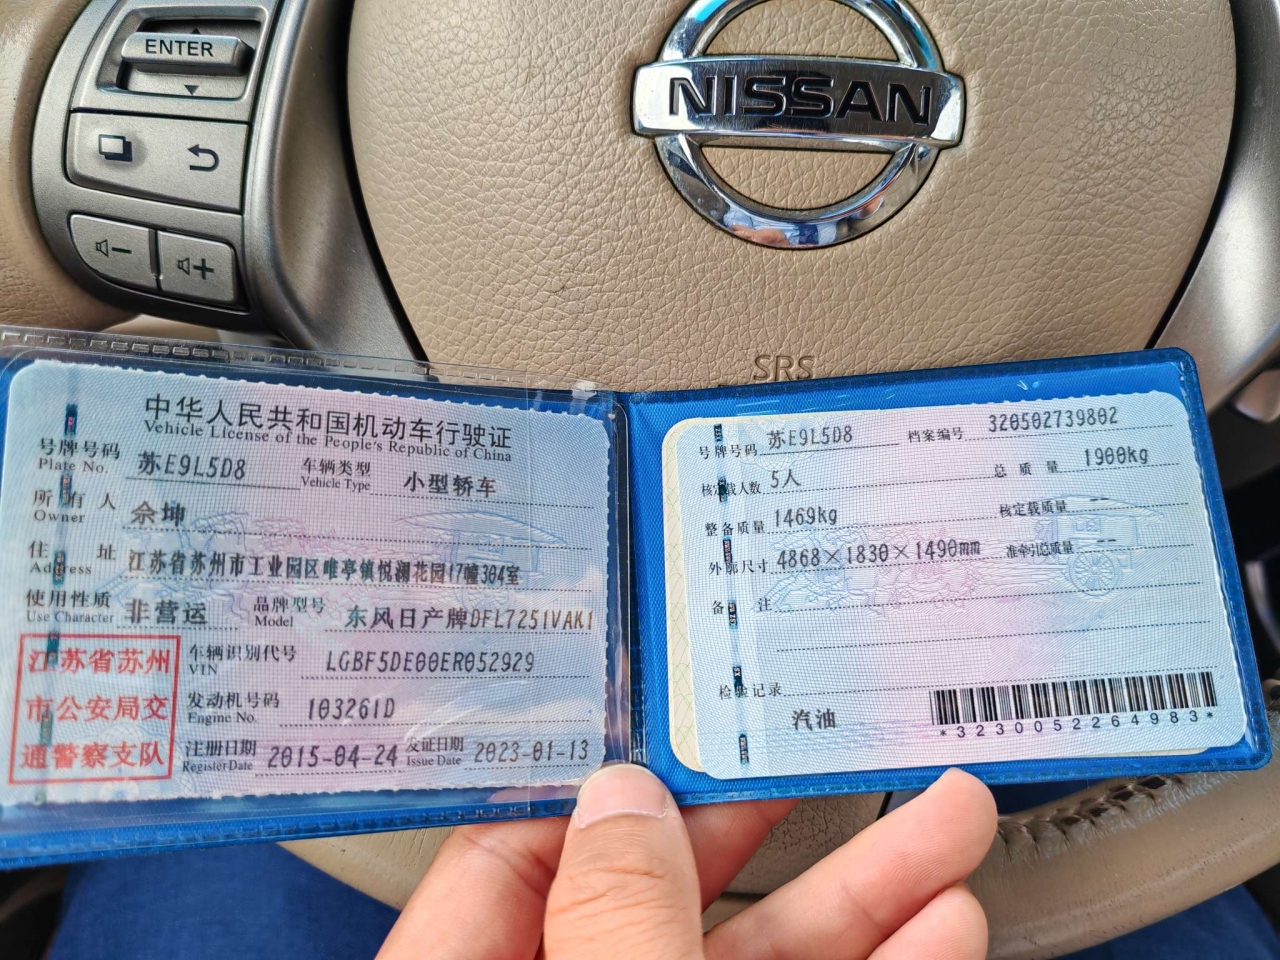 ENTER
NISSAN
SRS
中华人民共和国机动车行驶证
Vehicle License of the People's Republic of China
号牌号码 苏E9L5D8 车辆类型 小型轿车
Plate No. Vehicle Type
所有人 佘坤
Owner
住址 江苏省苏州市工业园区唯亭镇悦澜花园17幢304室
Address
使用性质 非营运 品牌型号 东风日产牌DFL7251VAK1
Use Character Model
江苏省苏州
市公安局交
通警察支队
车辆识别代号 LGBF5DE00ER052929
VIN
发动机号码 103261D
Engine No.
注册日期 2015-04-24 发证日期 2023-01-13
Register Date Issue Date
号牌号码 苏E9L5D8 档案编号 320502739802
核定载人数 5人 总质量 1900kg
整备质量 1469kg 核定载质量 --
外廓尺寸 4868×1830×1490mm 准牵引总质量 --
备注
检验记录
汽油
*3230052264983*